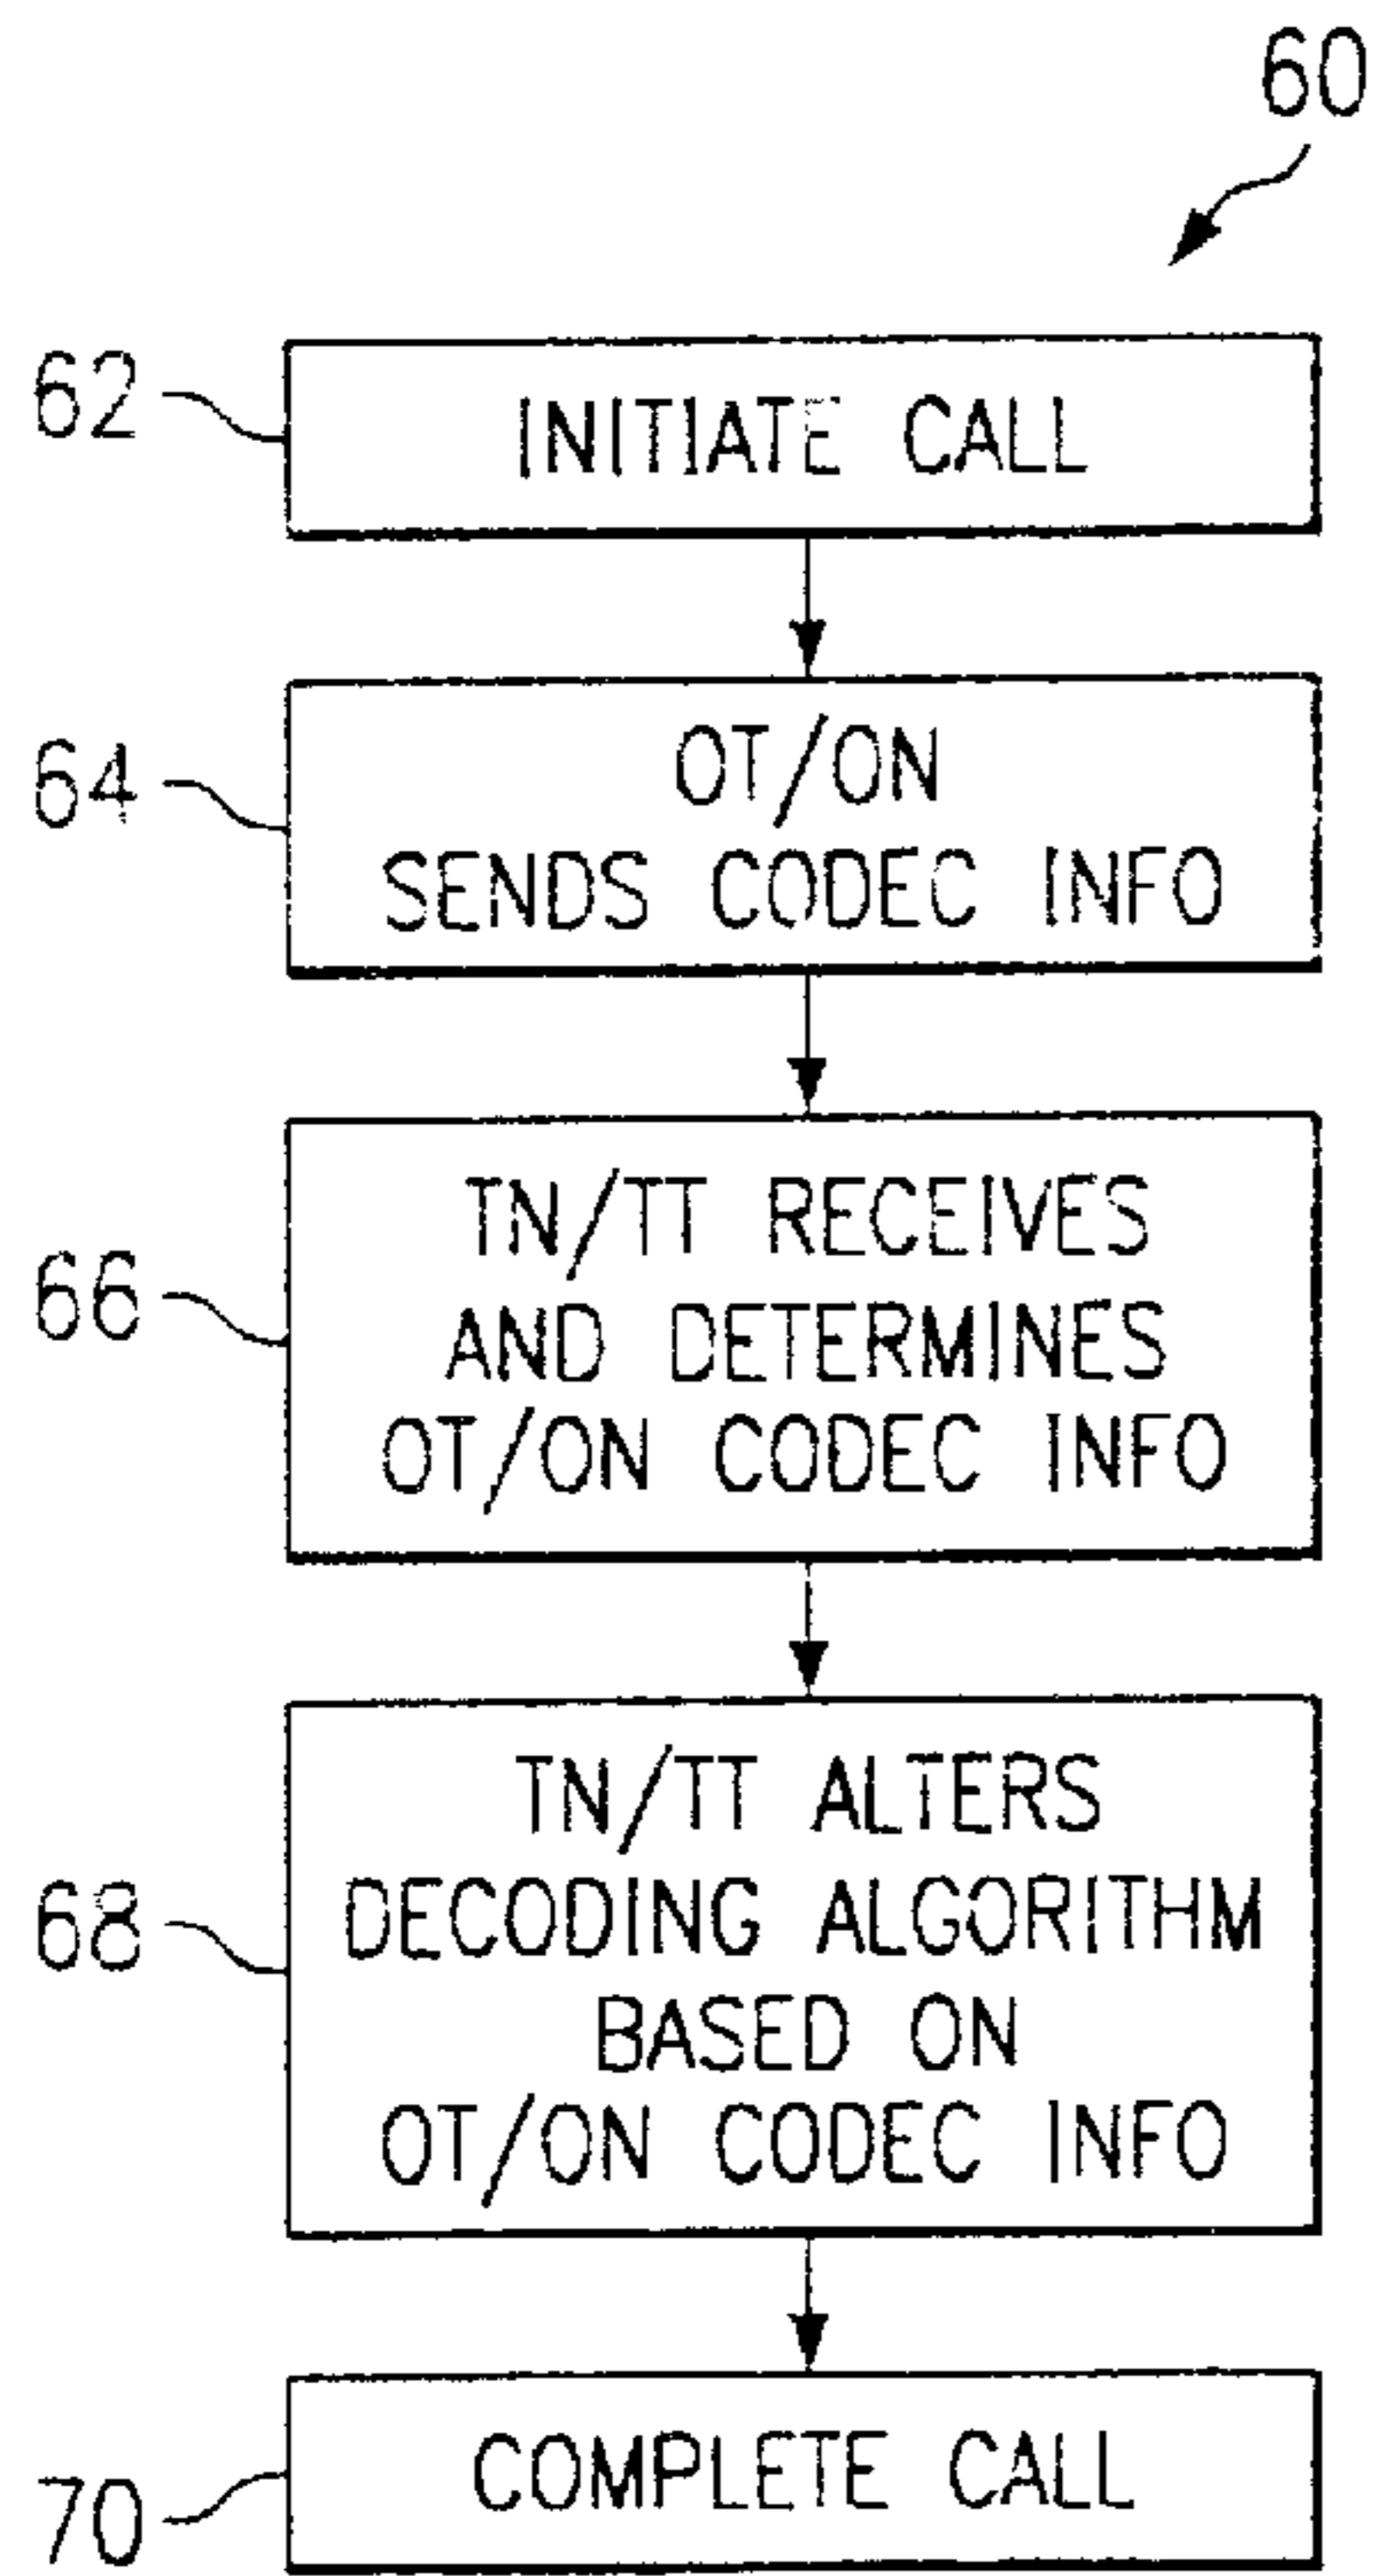 60
62
INITIATE CALL
64
OT/ON
SENDS CODEC INFO
66
TN/TT RECEIVES
AND DETERMINES
OT/ON CODEC INFO
68
TN/TT ALTERS
DECODING ALGORITHM
BASED ON
OT/ON CODEC INFO
70
COMPLETE CALL